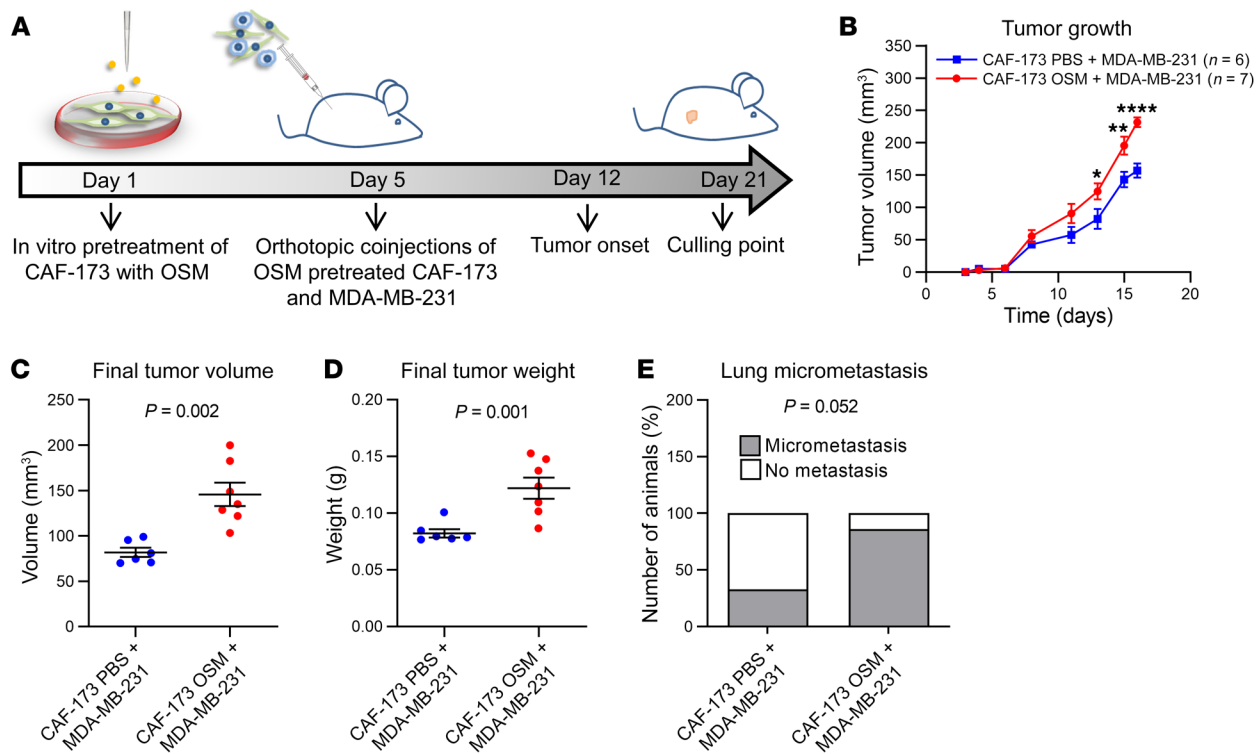 A
Day 1
Day 5
Day 12
Day 21
In vitro pretreatment of
CAF-173 with OSM
Orthotopic coinjections of
OSM pretreated CAF-173
and MDA-MB-231
Tumor onset
Culling point
B
Tumor growth
CAF-173 PBS + MDA-MB-231 (n = 6)
CAF-173 OSM + MDA-MB-231 (n = 7)
Tumor volume (mm³)
350
300
250
200
150
100
50
0
*
**
****
0
5
10
15
20
Time (days)
C
Final tumor volume
P = 0.002
Volume (mm³)
250
200
150
100
50
0
CAF-173 PBS +
MDA-MB-231
CAF-173 OSM +
MDA-MB-231
D
Final tumor weight
P = 0.001
Weight (g)
0.20
0.15
0.10
0.05
0.00
CAF-173 PBS +
MDA-MB-231
CAF-173 OSM +
MDA-MB-231
E
Lung micrometastasis
P = 0.052
Micrometastasis
No metastasis
Number of animals (%)
200
150
100
50
0
CAF-173 PBS +
MDA-MB-231
CAF-173 OSM +
MDA-MB-231